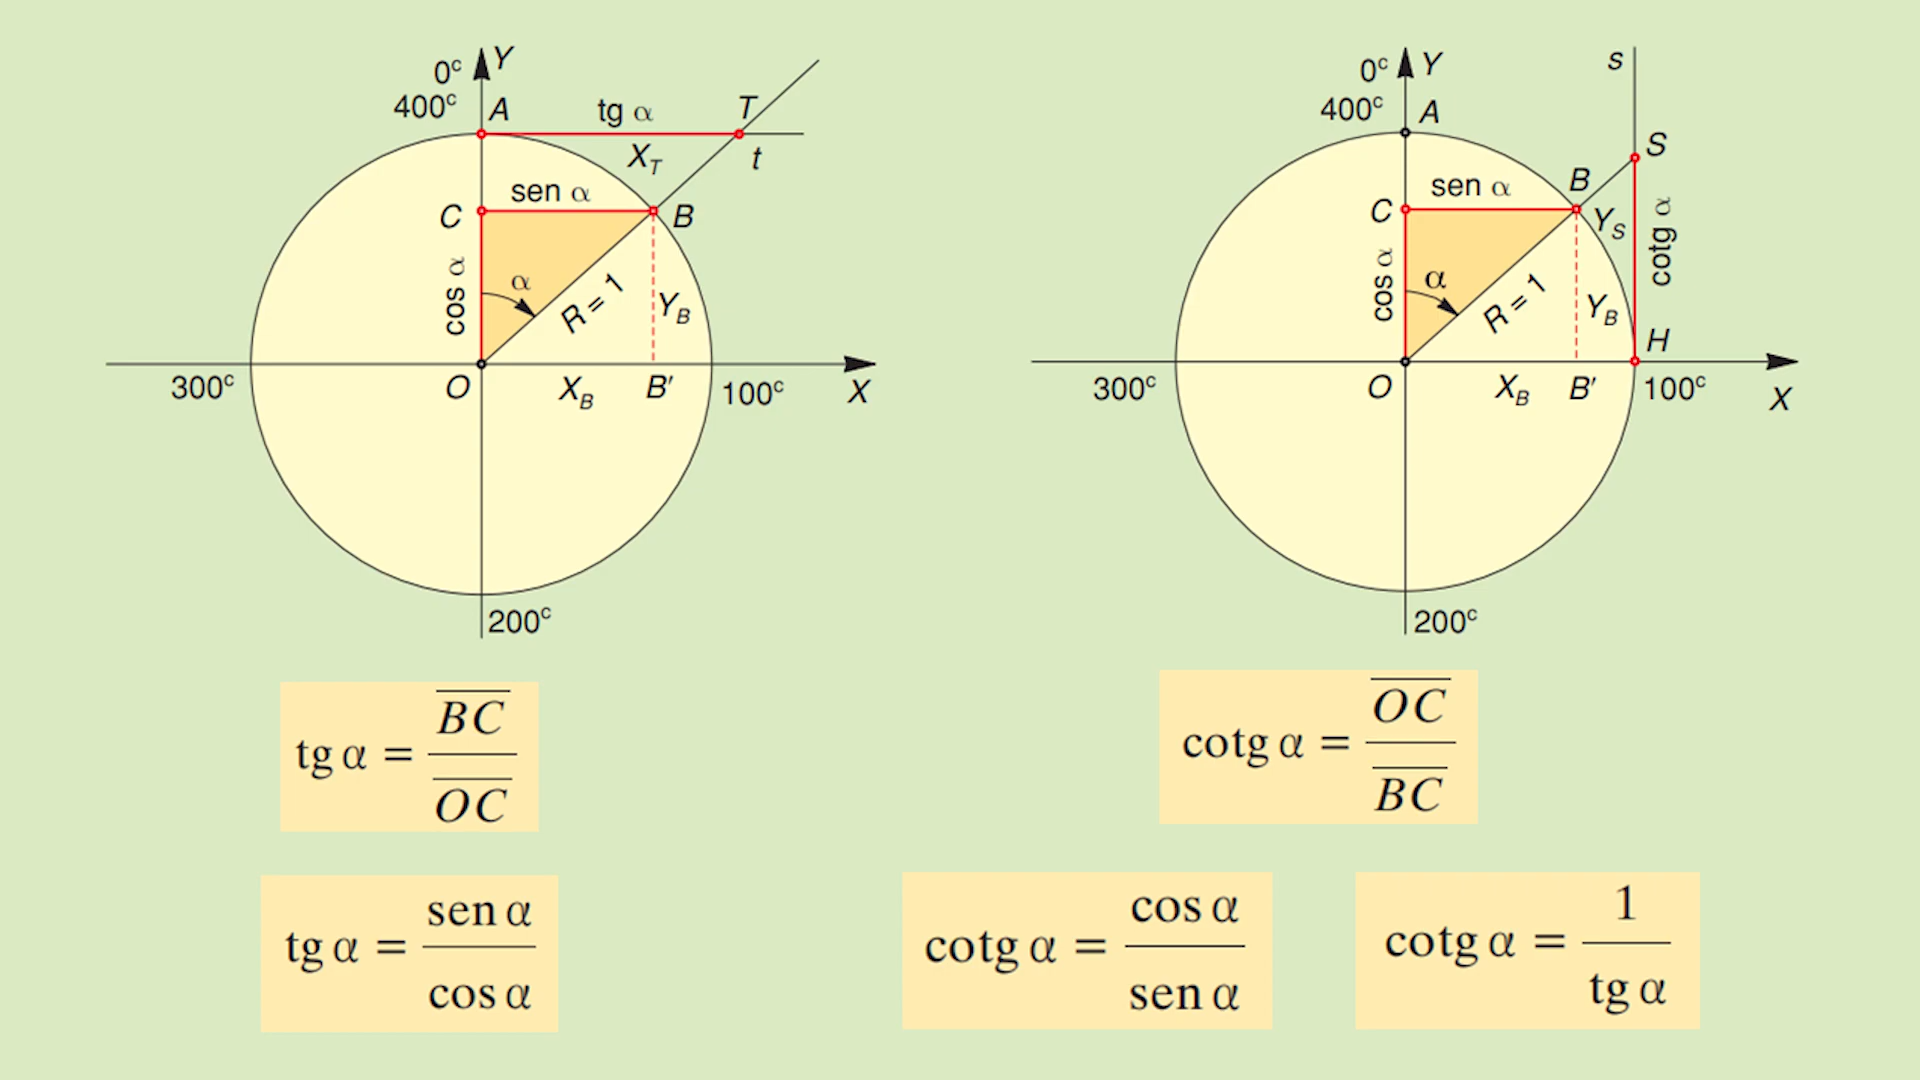 0ᶜ Y
400ᶜ A tg α T
X_T t
sen α
C B
cos α
α
R = 1
Y_B
300ᶜ O X_B B′ 100ᶜ X
200ᶜ
tg α = BC / OC
tg α = sen α / cos α
0ᶜ Y s
400ᶜ A
S
B
sen α
C Y_S
cotg α
cos α
α
R = 1
Y_B
H
300ᶜ O X_B B′ 100ᶜ X
200ᶜ
cotg α = OC / BC
cotg α = cos α / sen α
cotg α = 1 / tg α